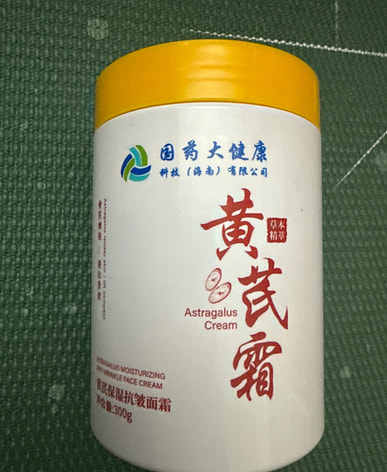 国药大健康
科技（海南）有限公司
黄芪霜
草本
精萃
Astragalus
Cream
ASTRAGALUS MOISTURIZING
ANTI-WRINKLE FACE CREAM
黄芪保湿抗皱面霜
净含量:300g